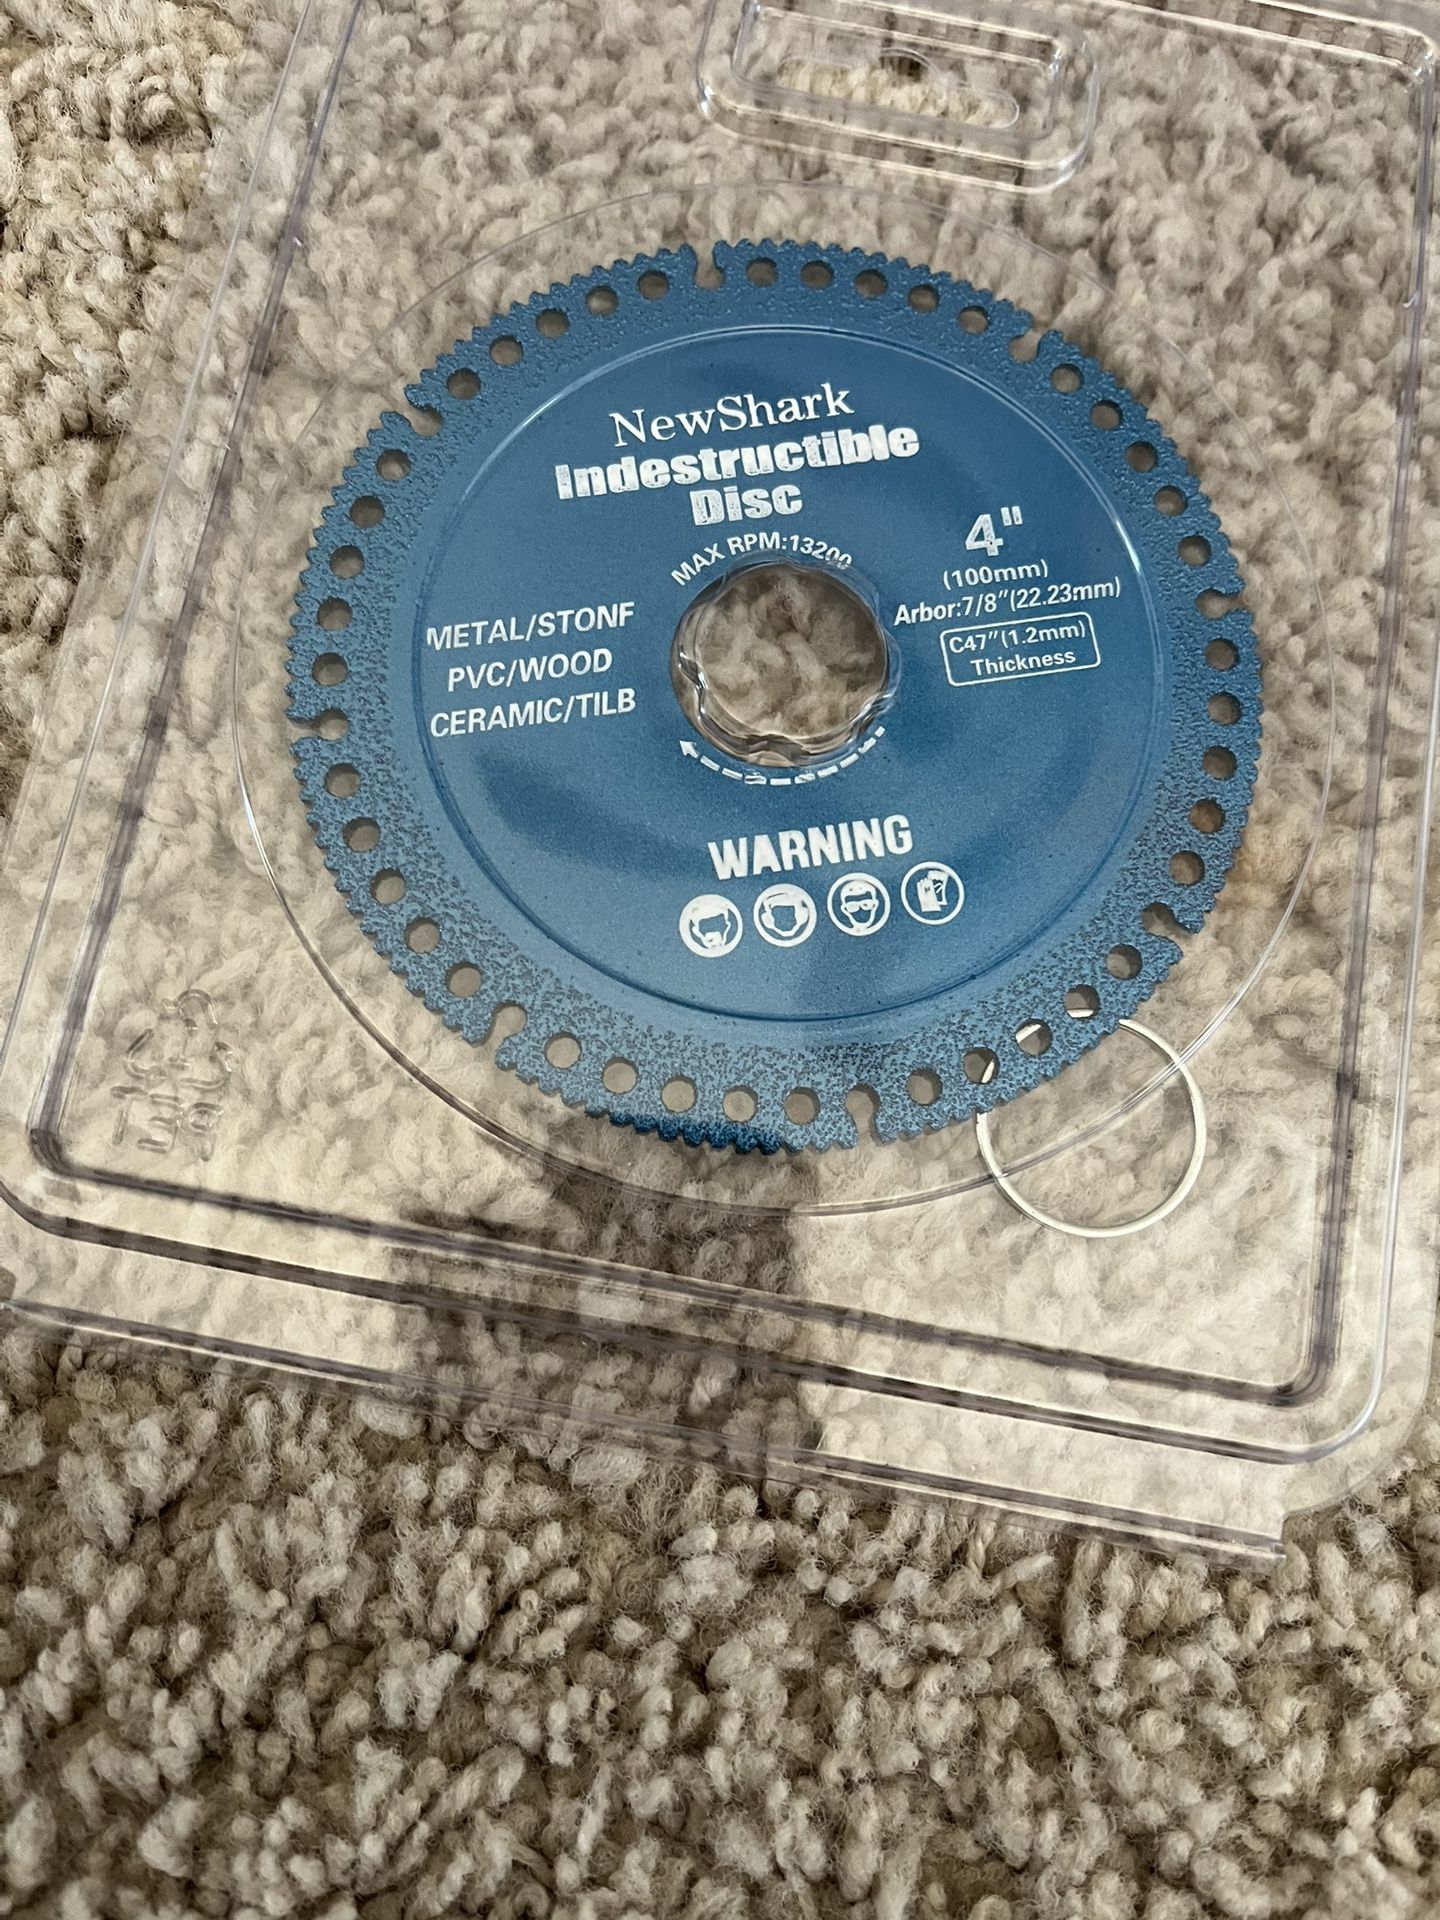 NewShark
Indestructible
Disc
MAX RPM:13200
4"
(100mm)
Arbor:7/8"(22.23mm)
C47"(1.2mm)
Thickness
METAL/STONF
PVC/WOOD
CERAMIC/TILB
WARNING